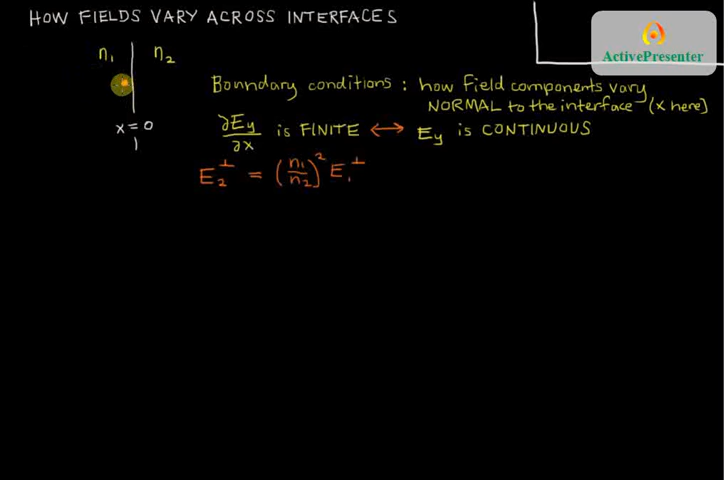 HOW FIELDS VARY ACROSS INTERFACES
ActivePresenter
n₁ n₂
Boundary conditions : how field components vary
NORMAL to the interface (x here)
x = 0
∂Ey/∂x is FINITE ↔ Ey is CONTINUOUS
E₂^⊥ = (n₁/n₂)² E₁^⊥